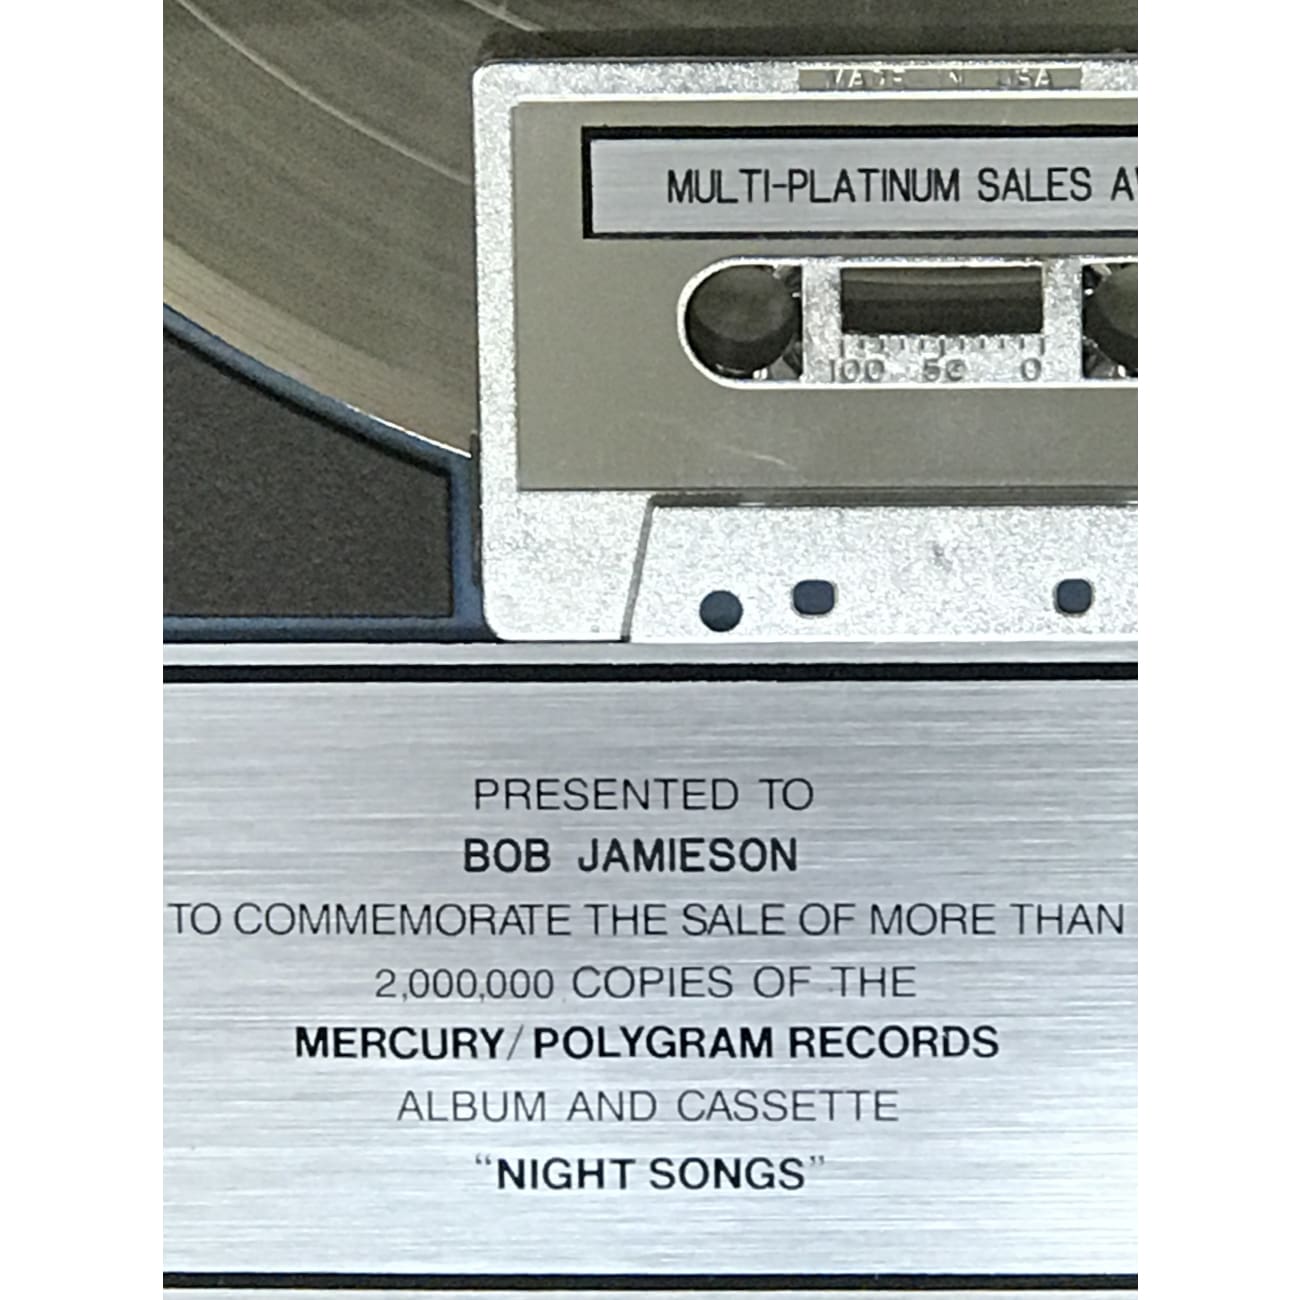 MADE IN USA
MULTI-PLATINUM SALES
100 50 0
PRESENTED TO
BOB JAMIESON
TO COMMEMORATE THE SALE OF MORE THAN
2,000,000 COPIES OF THE
MERCURY/POLYGRAM RECORDS
ALBUM AND CASSETTE
“NIGHT SONGS”